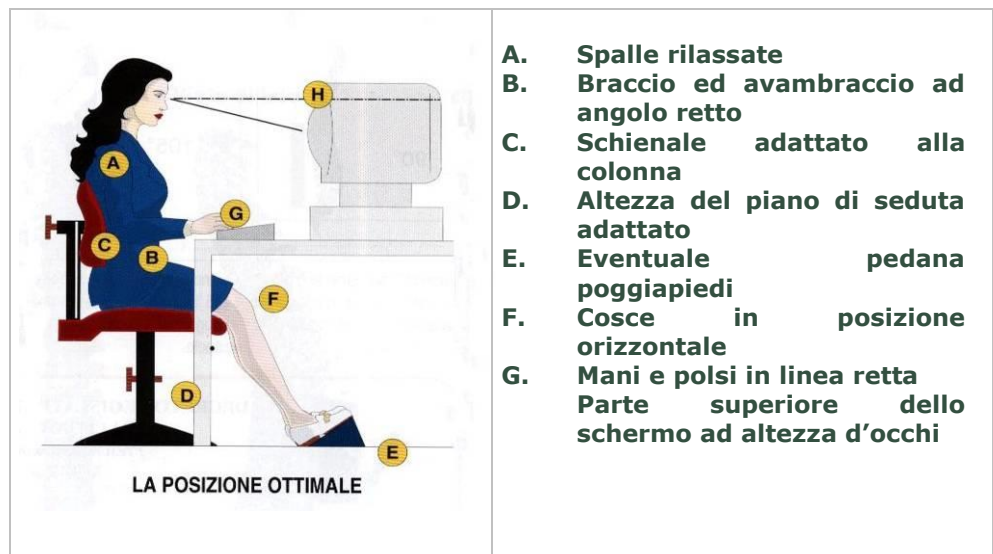 H
A
G
C
B
F
D
E
LA POSIZIONE OTTIMALE
A. Spalle rilassate
B. Braccio ed avambraccio ad
angolo retto
C. Schienale adattato alla
colonna
D. Altezza del piano di seduta
adattato
E. Eventuale pedana
poggiapiedi
F. Cosce in posizione
orizzontale
G. Mani e polsi in linea retta
Parte superiore dello
schermo ad altezza d’occhi